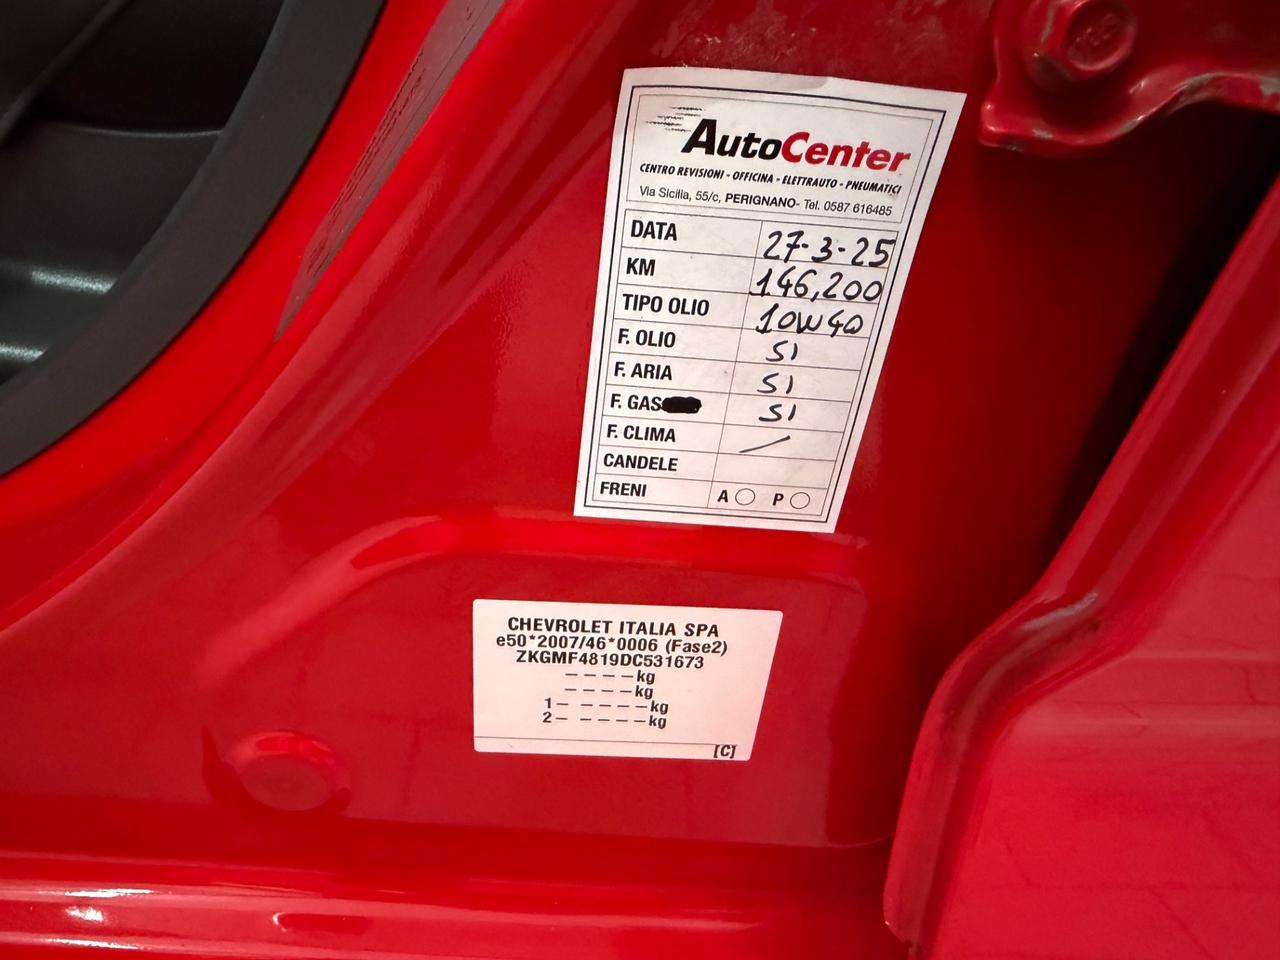 AutoCenter
CENTRO REVISIONI - OFFICINA - ELETTRAUTO - PNEUMATICI
Via Sicilia, 55/c, PERIGNANO- Tel. 0587 616485
DATA 27-3-25
KM 146,200
TIPO OLIO 10W40
F. OLIO SI
F. ARIA SI
F. GAS SI
F. CLIMA /
CANDELE
FRENI A P
CHEVROLET ITALIA SPA
e50*2007/46*0006 (Fase2)
ZKGMF4819DC531673
– – – – kg
– – – – kg
1– – – – – kg
2– – – – – kg
[C]